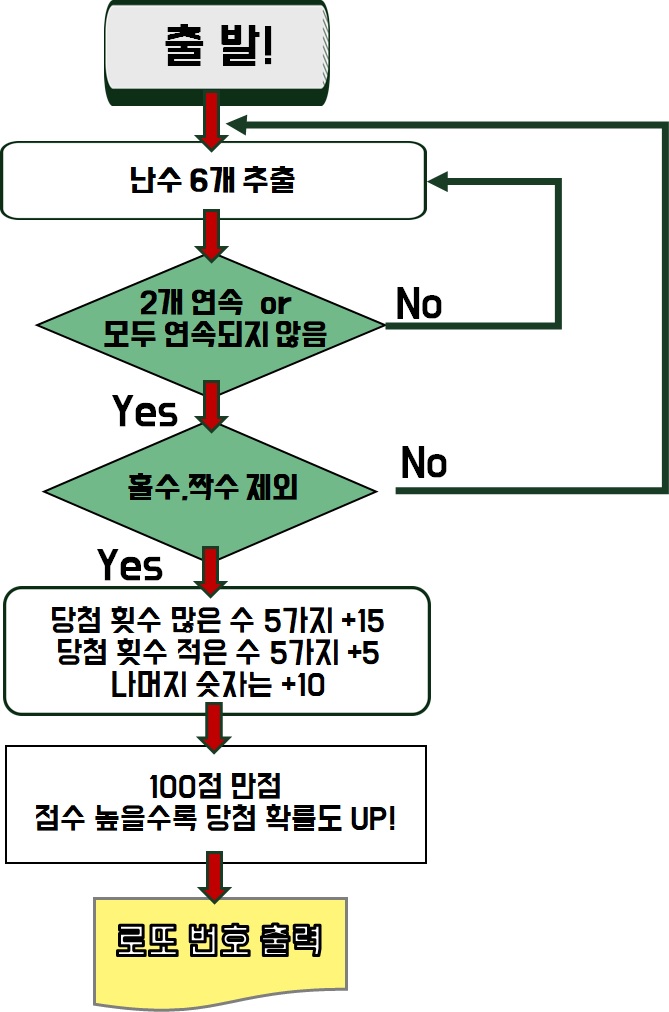 출 발!
난수 6개 추출
2개 연속 or
모두 연속되지 않음
No
Yes
홀수,짝수 제외
No
Yes
당첨 횟수 많은 수 5가지 +15
당첨 횟수 적은 수 5가지 +5
나머지 숫자는 +10
100점 만점
점수 높을수록 당첨 확률도 UP!
로또 번호 출력